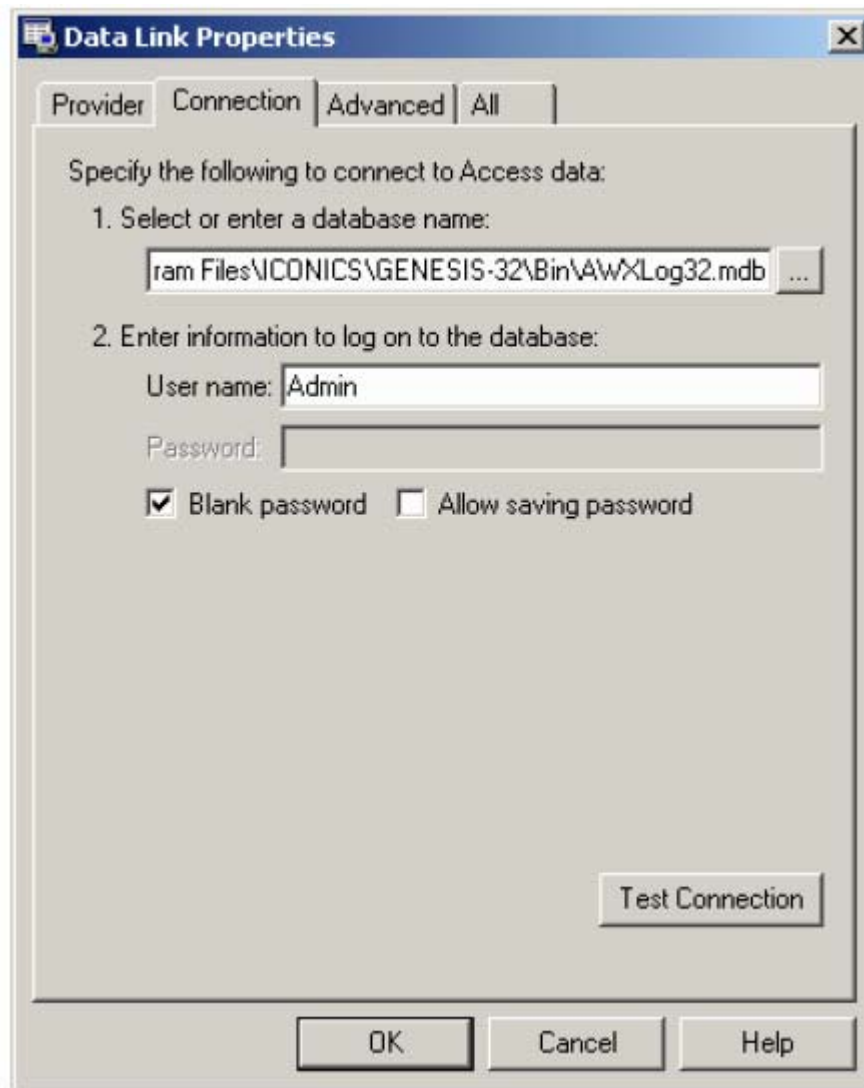 Data Link Properties
Provider Connection Advanced All
Specify the following to connect to Access data:
1. Select or enter a database name:
ram Files\ICONICS\GENESIS-32\Bin\AWXLog32.mdb ...
2. Enter information to log on to the database:
User name: Admin
Password:
Blank password Allow saving password
Test Connection
OK Cancel Help